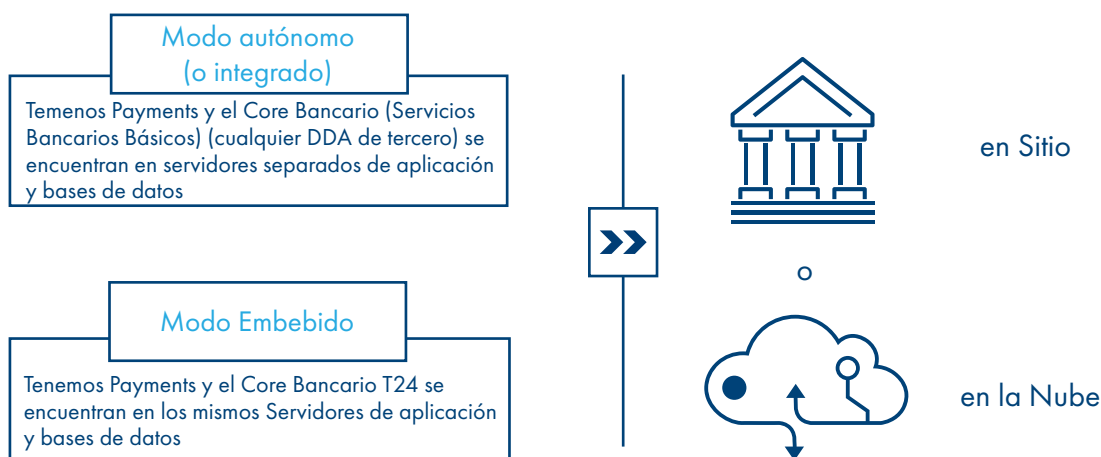 Modo autónomo
(o integrado)
Temenos Payments y el Core Bancario (Servicios
Bancarios Básicos) (cualquier DDA de tercero) se
encuentran en servidores separados de aplicación
y bases de datos
en Sitio
o
Modo Embebido
Tenemos Payments y el Core Bancario T24 se
encuentran en los mismos Servidores de aplicación
y bases de datos
en la Nube